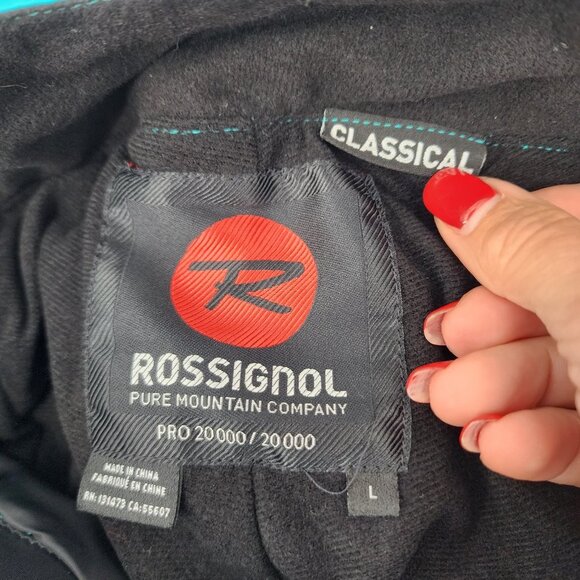 CLASSICAL
R
ROSSIGNOL
PURE MOUNTAIN COMPANY
PRO 20 000 / 20 000
MADE IN CHINA
FABRIQUÉ EN CHINE
RN: 131473 CA: 55607
L